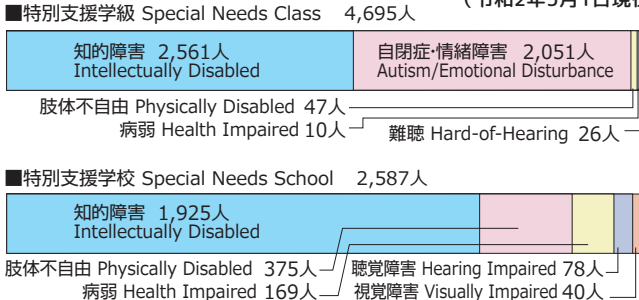 (令和2年5月1日現在
■特別支援学級 Special Needs Class 4,695人
知的障害 2,561人
Intellectually Disabled
自閉症・情緒障害 2,051人
Autism/Emotional Disturbance
肢体不自由 Physically Disabled 47人
病弱 Health Impaired 10人
難聴 Hard-of-Hearing 26人
■特別支援学校 Special Needs School 2,587人
知的障害 1,925人
Intellectually Disabled
肢体不自由 Physically Disabled 375人
聴覚障害 Hearing Impaired 78人
病弱 Health Impaired 169人
視覚障害 Visually Impaired 40人